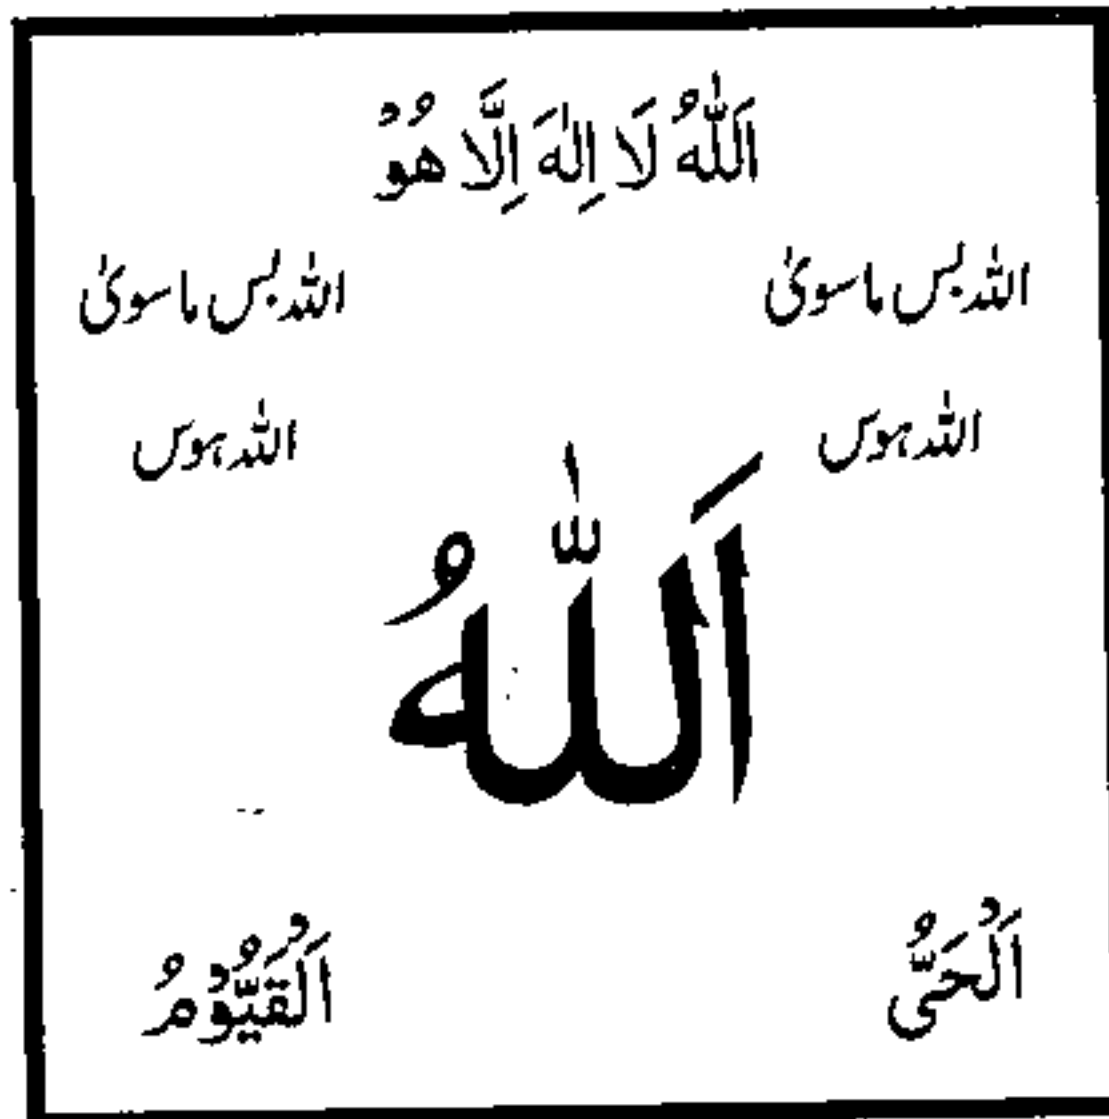 اَللّٰهُ لَا اِلٰهَ اِلَّا هُوْ
اللہ بس ماسویٰ
اللہ بس ماسویٰ
اللہ ہوس
اللہ ہوس
اَللّٰهُ
اَلْحَیُّ
اَلْقَیُّوْمُ